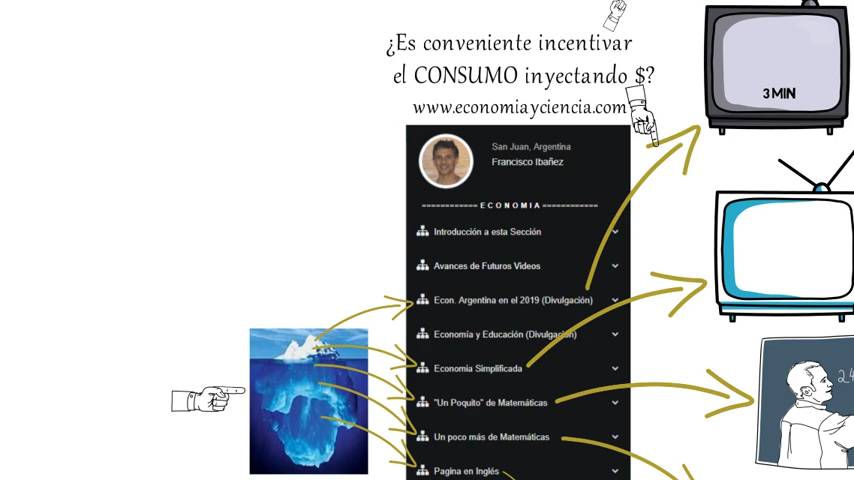 ¿Es conveniente incentivar
el CONSUMO inyectando $?
www.economiayciencia.com
3 MIN
San Juan, Argentina
Francisco Ibañez
============ E C O N O M I A ============
Introducción a esta Sección
Avances de Futuros Videos
Econ. Argentina en el 2019 (Divulgación)
Economía y Educación (Divulgación)
Economia Simplificada
"Un Poquito" de Matemáticas
24
Un poco más de Matemáticas
Pagina en Inglés